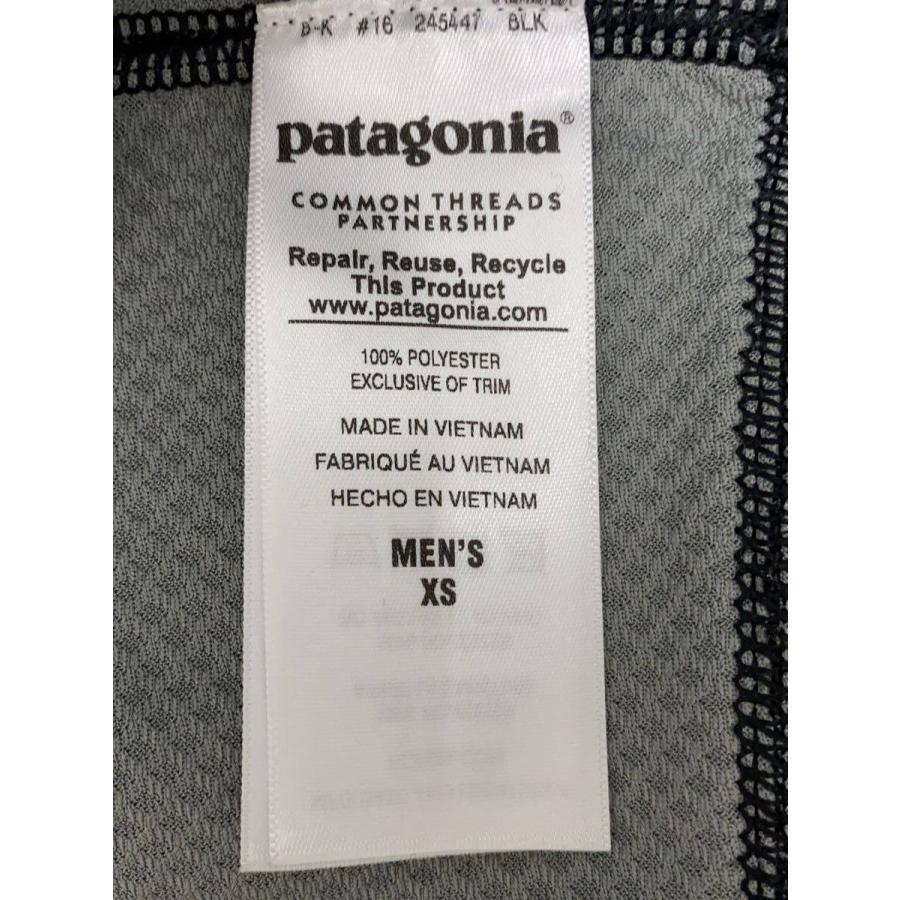 B-K #16 245447 BLK
patagonia®
COMMON THREADS
PARTNERSHIP
Repair, Reuse, Recycle
This Product
www.patagonia.com
100% POLYESTER
EXCLUSIVE OF TRIM
MADE IN VIETNAM
FABRIQUÉ AU VIETNAM
HECHO EN VIETNAM
MEN'S
XS